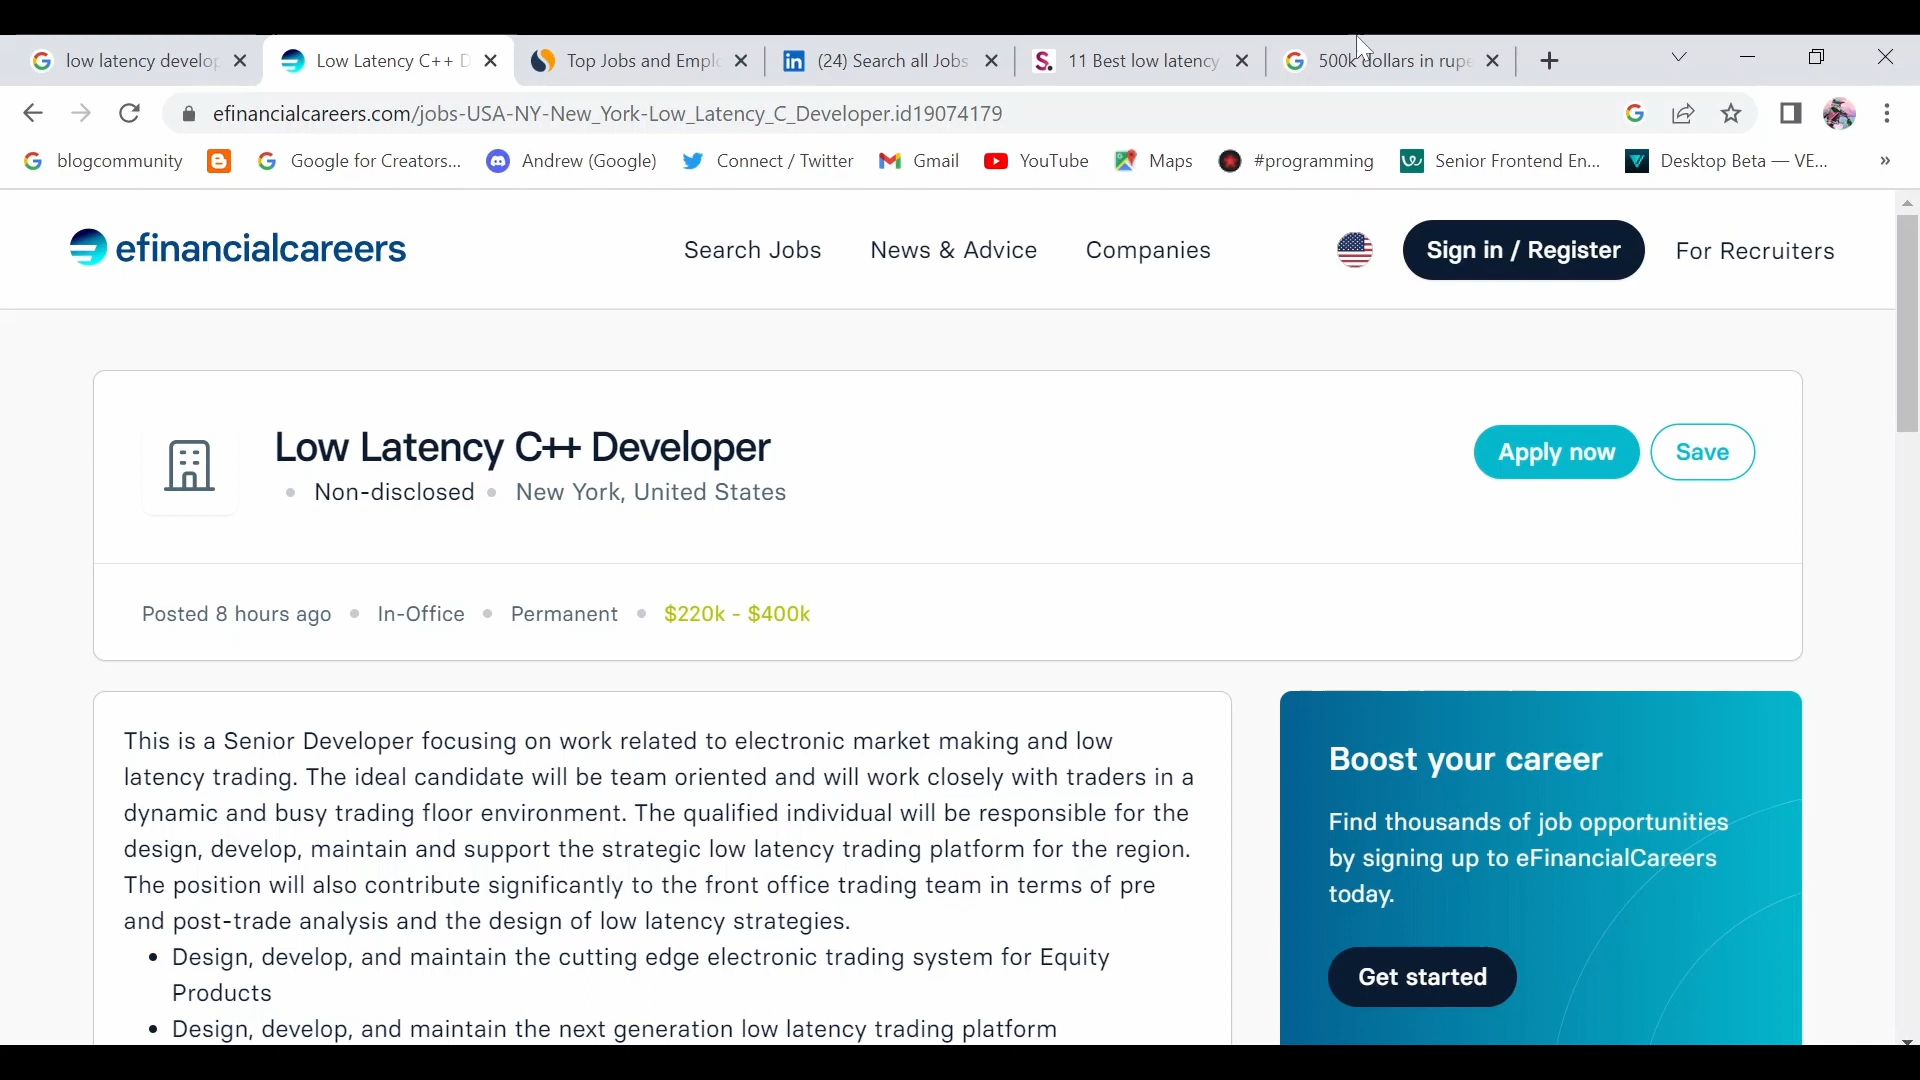 low latency develop
Low Latency C++ D
Top Jobs and Emplo
(24) Search all Jobs
11 Best low latency
500k dollars in rupe
efinancialcareers.com/jobs-USA-NY-New_York-Low_Latency_C_Developer.id19074179
blogcommunity
Google for Creators...
Andrew (Google)
Connect / Twitter
Gmail
YouTube
Maps
#programming
Senior Frontend En...
Desktop Beta — VE...
efinancialcareers
Search Jobs
News & Advice
Companies
Sign in / Register
For Recruiters
Low Latency C++ Developer
Apply now
Save
• Non-disclosed • New York, United States
Posted 8 hours ago • In-Office • Permanent • $220k - $400k
This is a Senior Developer focusing on work related to electronic market making and low
latency trading. The ideal candidate will be team oriented and will work closely with traders in a
dynamic and busy trading floor environment. The qualified individual will be responsible for the
design, develop, maintain and support the strategic low latency trading platform for the region.
The position will also contribute significantly to the front office trading team in terms of pre
and post-trade analysis and the design of low latency strategies.
• Design, develop, and maintain the cutting edge electronic trading system for Equity
Products
• Design, develop, and maintain the next generation low latency trading platform
Boost your career
Find thousands of job opportunities
by signing up to eFinancialCareers
today.
Get started